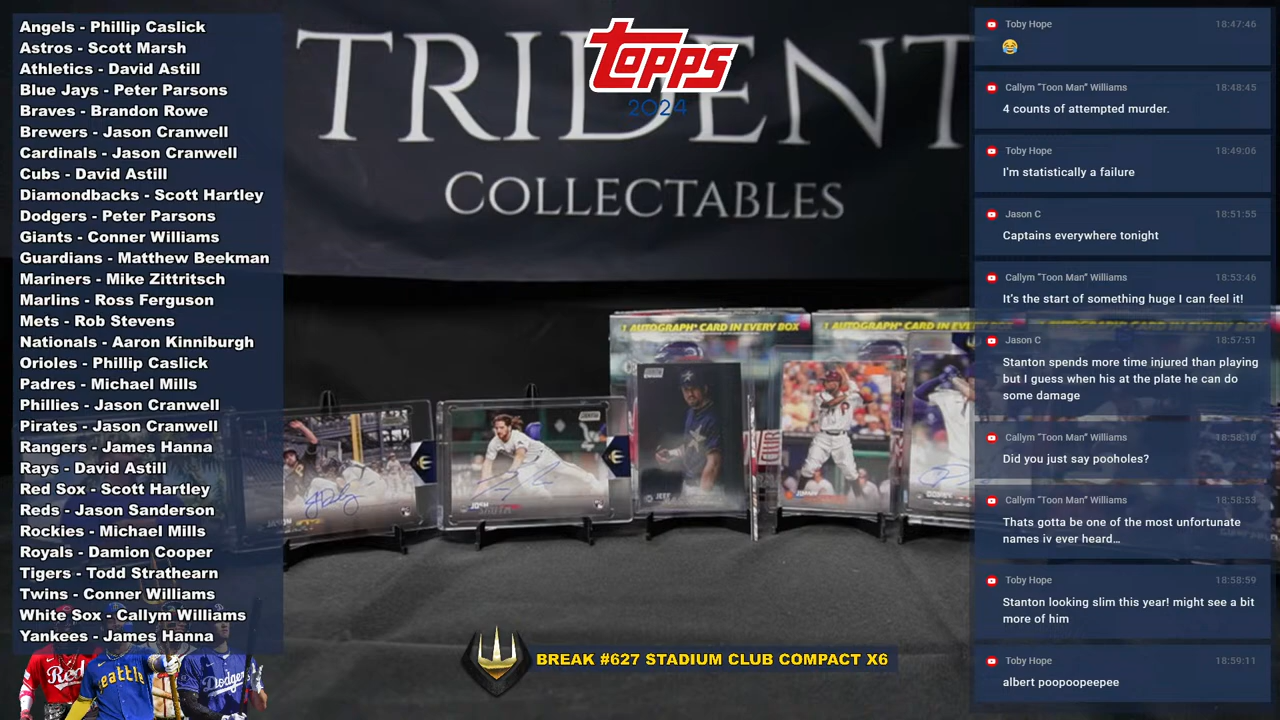 Angels - Phillip Caslick
Astros - Scott Marsh
Athletics - David Astill
Blue Jays - Peter Parsons
Braves - Brandon Rowe
Brewers - Jason Cranwell
Cardinals - Jason Cranwell
Cubs - David Astill
Diamondbacks - Scott Hartley
Dodgers - Peter Parsons
Giants - Conner Williams
Guardians - Matthew Beekman
Mariners - Mike Zittritsch
Marlins - Ross Ferguson
Mets - Rob Stevens
Nationals - Aaron Kinniburgh
Orioles - Phillip Caslick
Padres - Michael Mills
Phillies - Jason Cranwell
Pirates - Jason Cranwell
Rangers - James Hanna
Rays - David Astill
Red Sox - Scott Hartley
Reds - Jason Sanderson
Rockies - Michael Mills
Royals - Damion Cooper
Tigers - Todd Strathearn
Twins - Conner Williams
White Sox - Callym Williams
Yankees - James Hanna
Seattle
Dodgers
TRIDENT
COLLECTABLES
topps
2024
1 AUTOGRAPH CARD IN EVERY BOX
BREAK #627 STADIUM CLUB COMPACT X6
Toby Hope 18:47:46
😂
Callym "Toon Man" Williams 18:48:45
4 counts of attempted murder.
Toby Hope 18:49:06
I'm statistically a failure
Jason C 18:51:55
Captains everywhere tonight
Callym "Toon Man" Williams 18:53:46
It's the start of something huge I can feel it!
Jason C 18:57:51
Stanton spends more time injured than playing
but I guess when his at the plate he can do
some damage
Callym "Toon Man" Williams 18:58:10
Did you just say pooholes?
Callym "Toon Man" Williams 18:58:53
Thats gotta be one of the most unfortunate
names iv ever heard...
Toby Hope 18:58:59
Stanton looking slim this year! might see a bit
more of him
Toby Hope 18:59:11
albert poopoopeepee